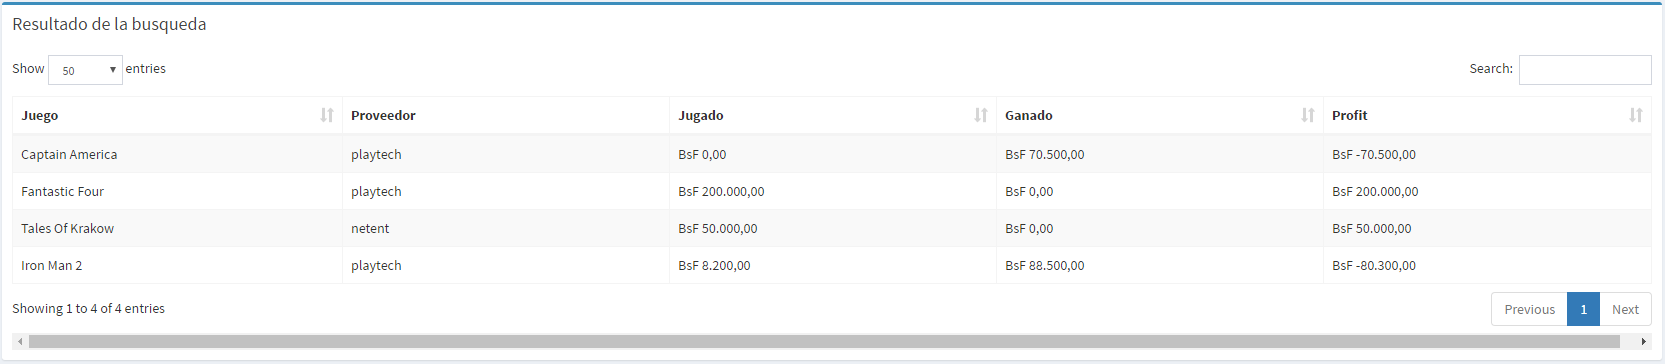 Resultado de la busqueda
Show 50 entries Search:
Juego Proveedor Jugado Ganado Profit
Captain America playtech BsF 0,00 BsF 70.500,00 BsF -70.500,00
Fantastic Four playtech BsF 200.000,00 BsF 0,00 BsF 200.000,00
Tales Of Krakow netent BsF 50.000,00 BsF 0,00 BsF 50.000,00
Iron Man 2 playtech BsF 8.200,00 BsF 88.500,00 BsF -80.300,00
Showing 1 to 4 of 4 entries Previous 1 Next